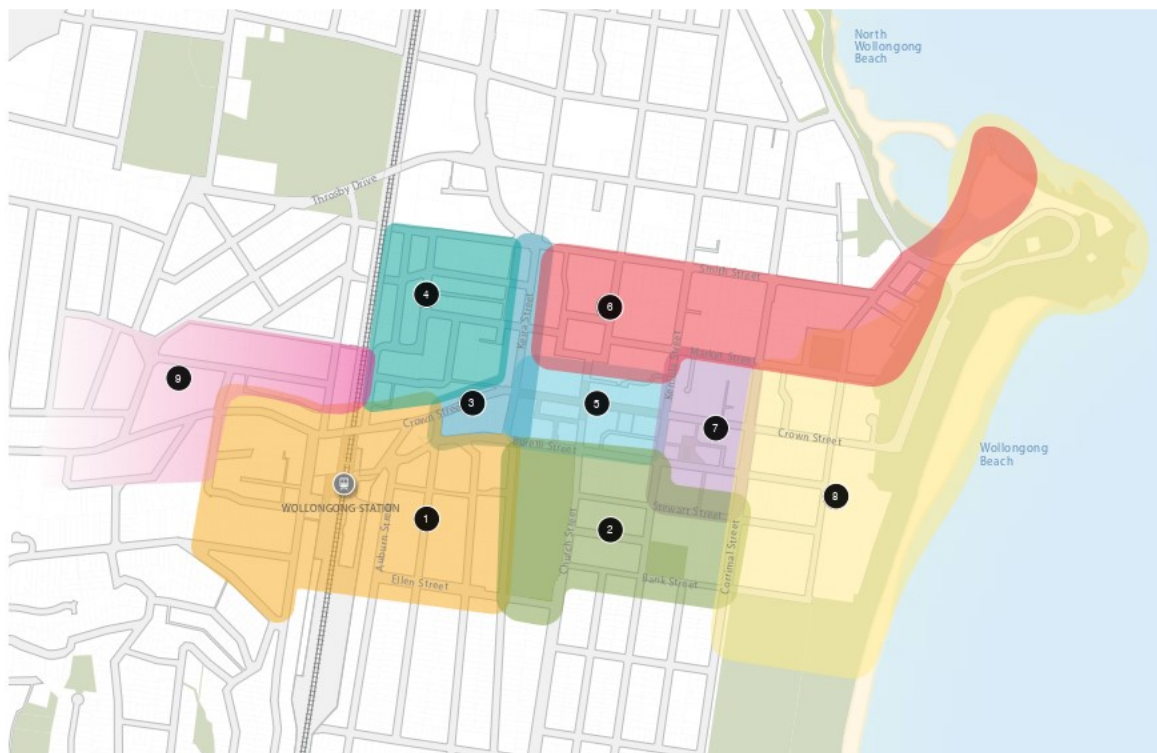 North
Wollongong
Beach
Throsby Drive
4
Smith Street
6
Keira Street
Market Street
Kembla Street
9
3
5
7
Crown Street
Crown Street
Burelli Street
Wollongong
Beach
8
WOLLONGONG STATION
1
2
Stewart Street
Auburn Street
Church Street
Corrimal Street
Ellen Street
Bank Street